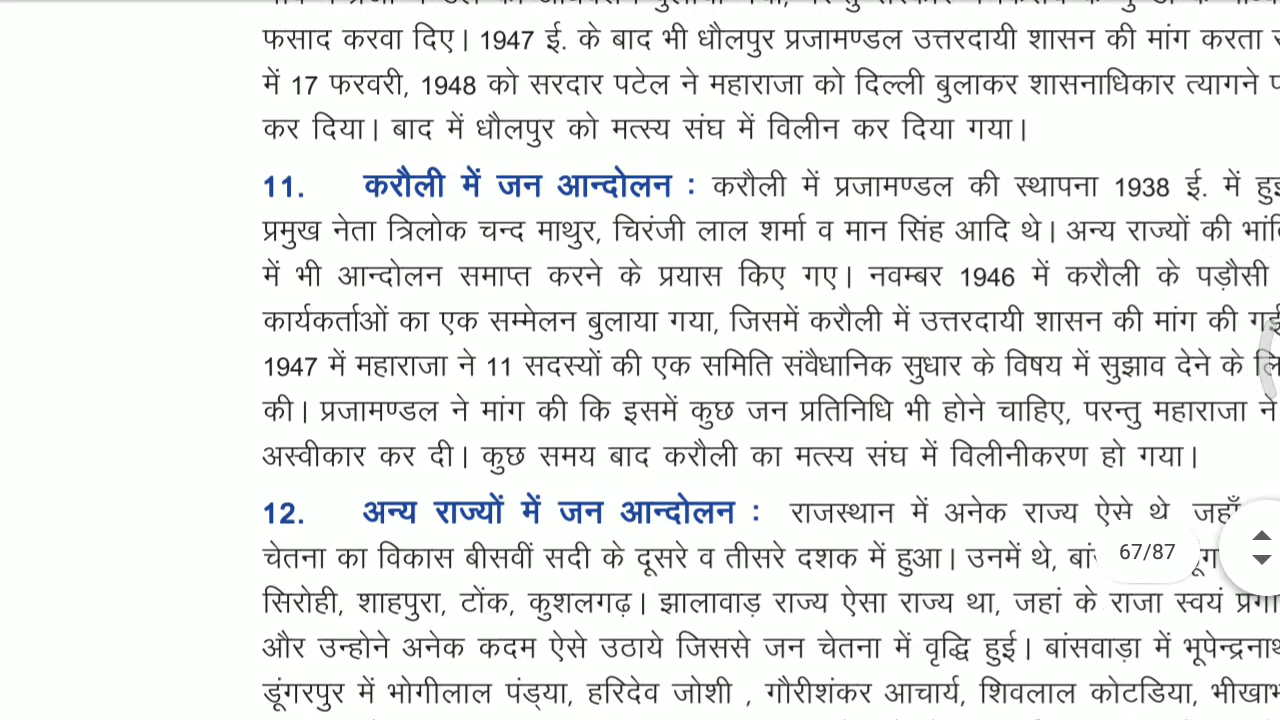 फसाद करवा दिए। 1947 ई. के बाद भी धौलपुर प्रजामण्डल उत्तरदायी शासन की मांग करता
में 17 फरवरी, 1948 को सरदार पटेल ने महाराजा को दिल्ली बुलाकर शासनाधिकार त्यागने
कर दिया। बाद में धौलपुर को मत्स्य संघ में विलीन कर दिया गया।
11. करौली में जन आन्दोलन : करौली में प्रजामण्डल की स्थापना 1938 ई. में
प्रमुख नेता त्रिलोक चन्द माथुर, चिरंजी लाल शर्मा व मान सिंह आदि थे। अन्य राज्यों की
में भी आन्दोलन समाप्त करने के प्रयास किए गए। नवम्बर 1946 में करौली के पड़ौसी
कार्यकर्ताओं का एक सम्मेलन बुलाया गया, जिसमें करौली में उत्तरदायी शासन की मांग की गई
1947 में महाराजा ने 11 सदस्यों की एक समिति संवैधानिक सुधार के विषय में सुझाव देने के
की। प्रजामण्डल ने मांग की कि इसमें कुछ जन प्रतिनिधि भी होने चाहिए, परन्तु महाराजा ने
अस्वीकार कर दी। कुछ समय बाद करौली का मत्स्य संघ में विलीनीकरण हो गया।
12. अन्य राज्यों में जन आन्दोलन : राजस्थान में अनेक राज्य ऐसे थे जहाँ
चेतना का विकास बीसवीं सदी के दूसरे व तीसरे दशक में हुआ। उनमें थे,
67/87
सिरोही, शाहपुरा, टोंक, कुशलगढ़। झालावाड़ राज्य ऐसा राज्य था, जहां के राजा स्वयं
और उन्होने अनेक कदम ऐसे उठाये जिससे जन चेतना में वृद्धि हुई। बांसवाड़ा में
डूंगरपुर में भोगीलाल पंड्या, हरिदेव जोशी , गौरीशंकर आचार्य, शिवलाल कोटडिया,